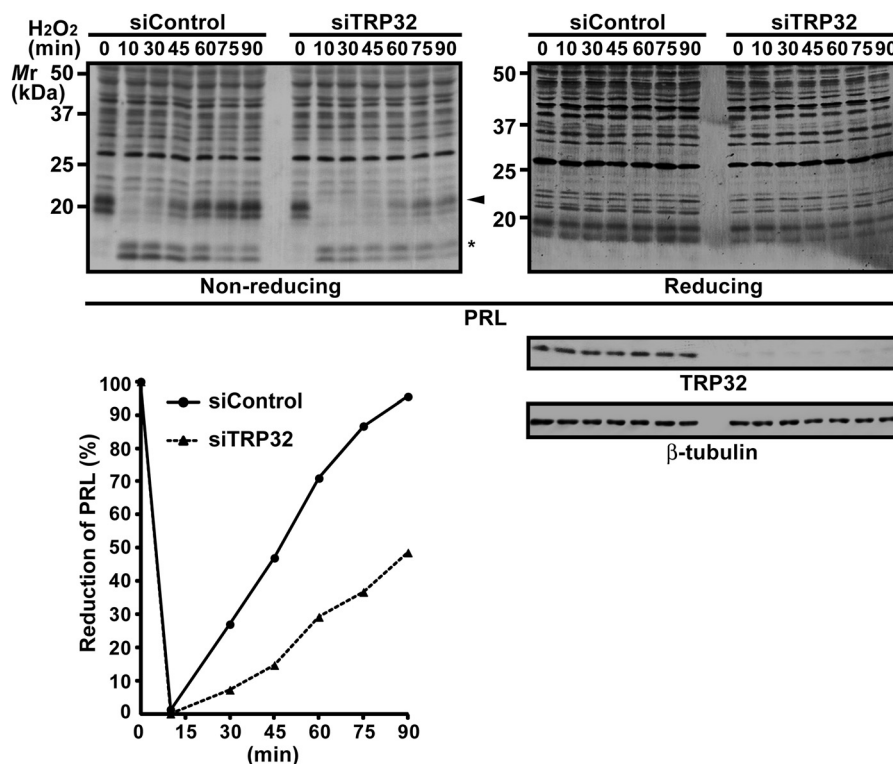 H2O2 (min) siControl siTRP32
0 10 30 45 60 75 90 0 10 30 45 60 75 90
Mr (kDa)
50
37
25
20
*
Non-reducing
siControl siTRP32
0 10 30 45 60 75 90 0 10 30 45 60 75 90
50
37
25
20
Reducing
PRL
TRP32
β-tubulin
siControl
siTRP32
Reduction of PRL (%)
100
90
80
70
60
50
40
30
20
10
0
0 15 30 45 60 75 90
(min)